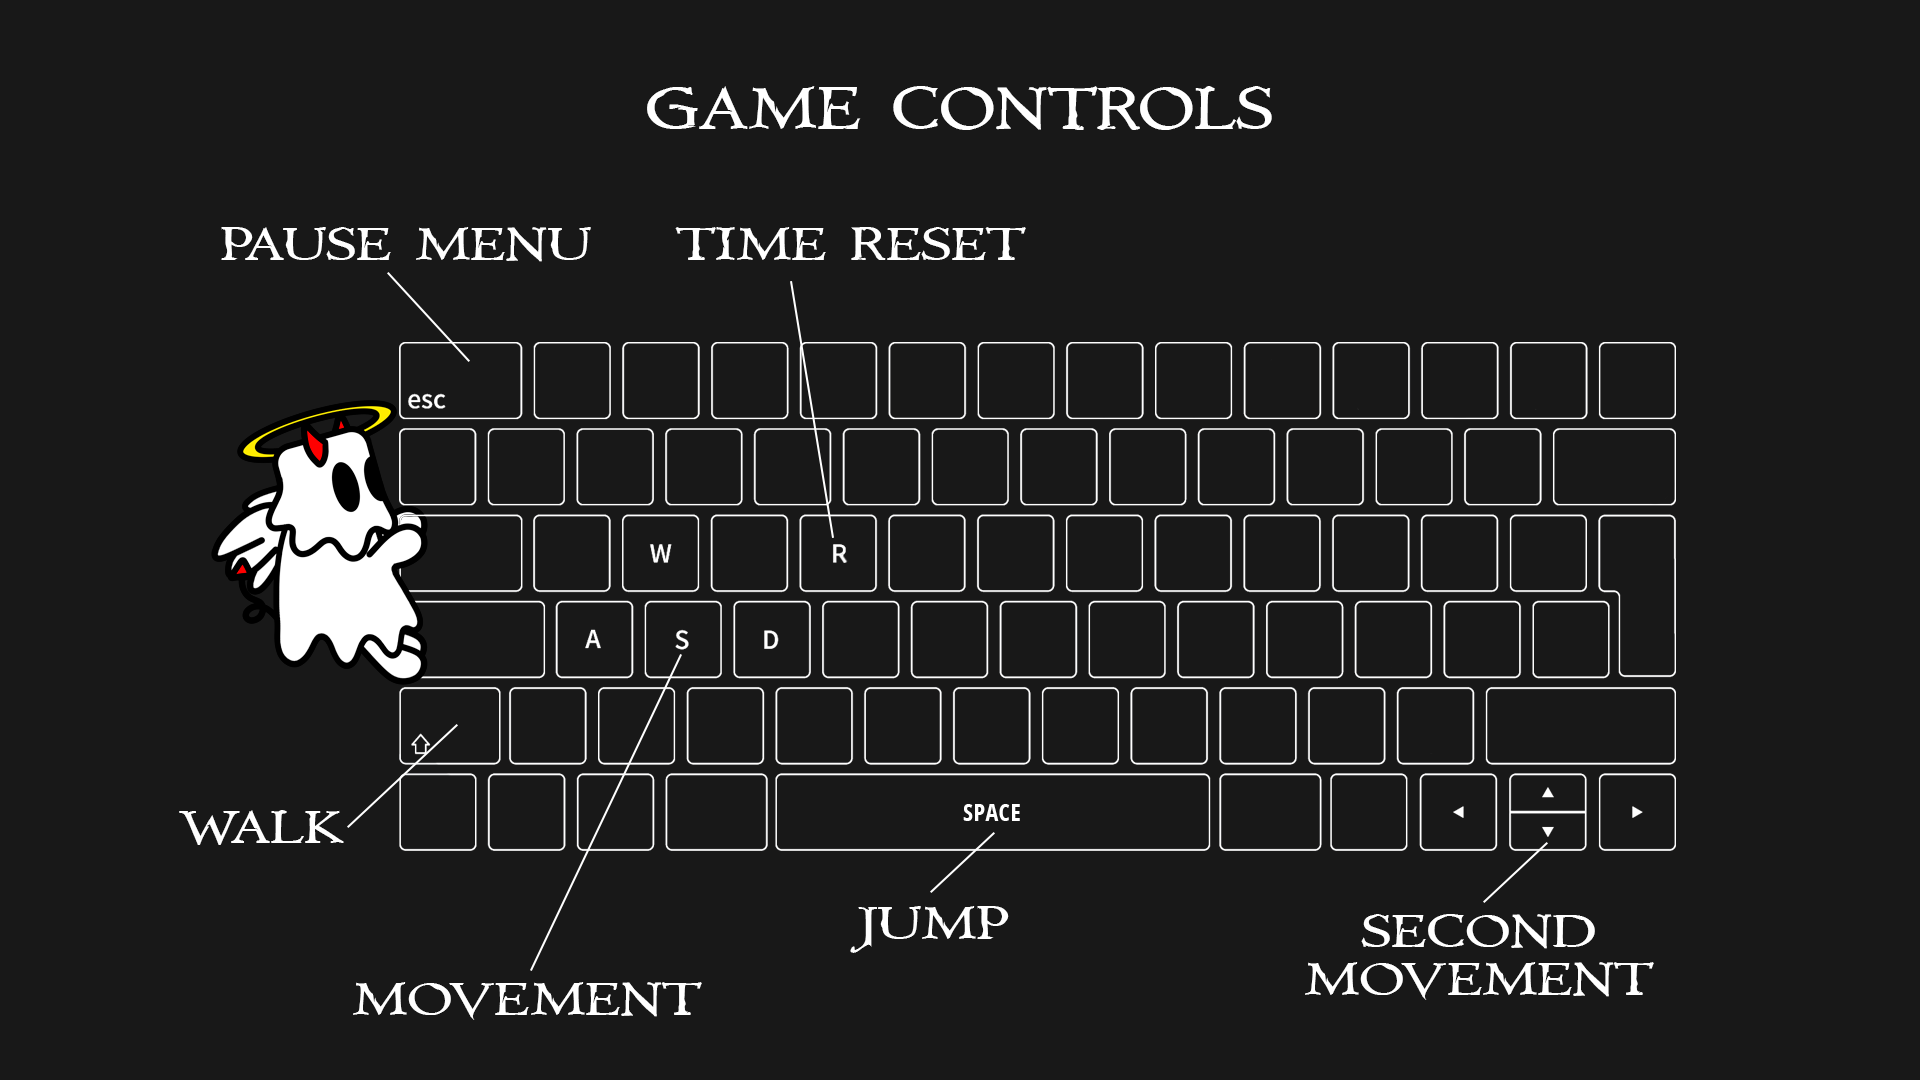 GAME CONTROLS
PAUSE MENU
TIME RESET
esc
W
R
A
S
D
WALK
SPACE
JUMP
SECOND
MOVEMENT
MOVEMENT